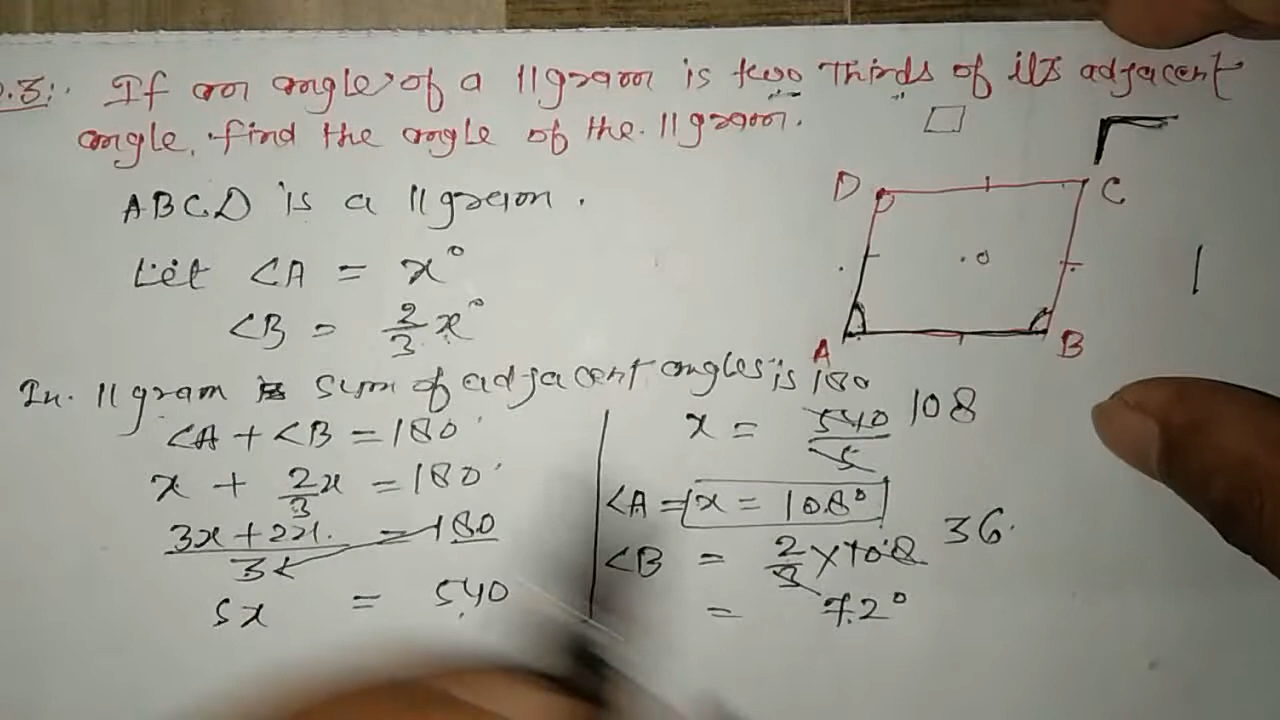 Q.3: If an angle of a ||gram is two Thirds of its adjacent
angle, find the angle of the ||gram.
ABCD is a ||gram.
Let ∠A = x°
∠B = 2/3 x°
In ||gram sum of adjacent angles is 180
∠A + ∠B = 180°
x + 2x/3 = 180°
3x + 2x/3 = 180
5x = 540
D C
O
A B
x = 540/5 108
∠A = x = 108°
∠B = 2/3 × 108 36
= 72°